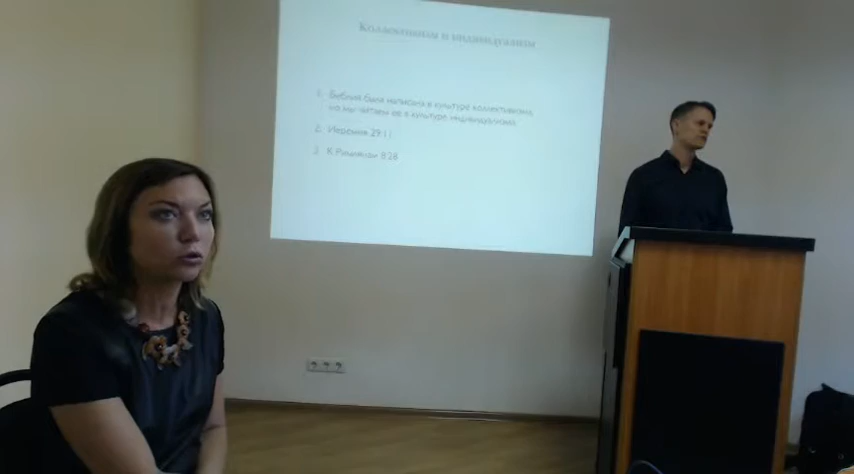 Коллективизм и индивидуализм
1. Библия была написана в культуре коллективизма,
но мы читаем ее в культуре индивидуализма.
2. Иеремия 29:11
3. К Римлянам 8:28